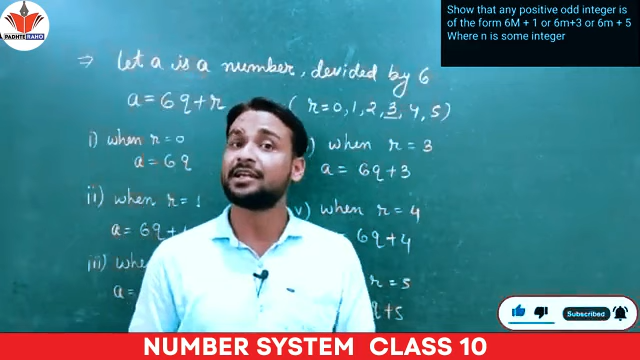 PADHTE RAHO
Show that any positive odd integer is
of the form 6M + 1 or 6m+3 or 6m + 5
Where n is some integer
⇒ Let a is a number, devided by 6
a = 6q + r ( r = 0, 1, 2, 3, 4, 5)
i) when r = 0
a = 6q
ii) when r = 1
a = 6q +
iii)
a =
) when r = 3
a = 6q + 3
v) when r = 4
= 6q + 4
r = 5
q + 5
Subscribed
NUMBER SYSTEM CLASS 10